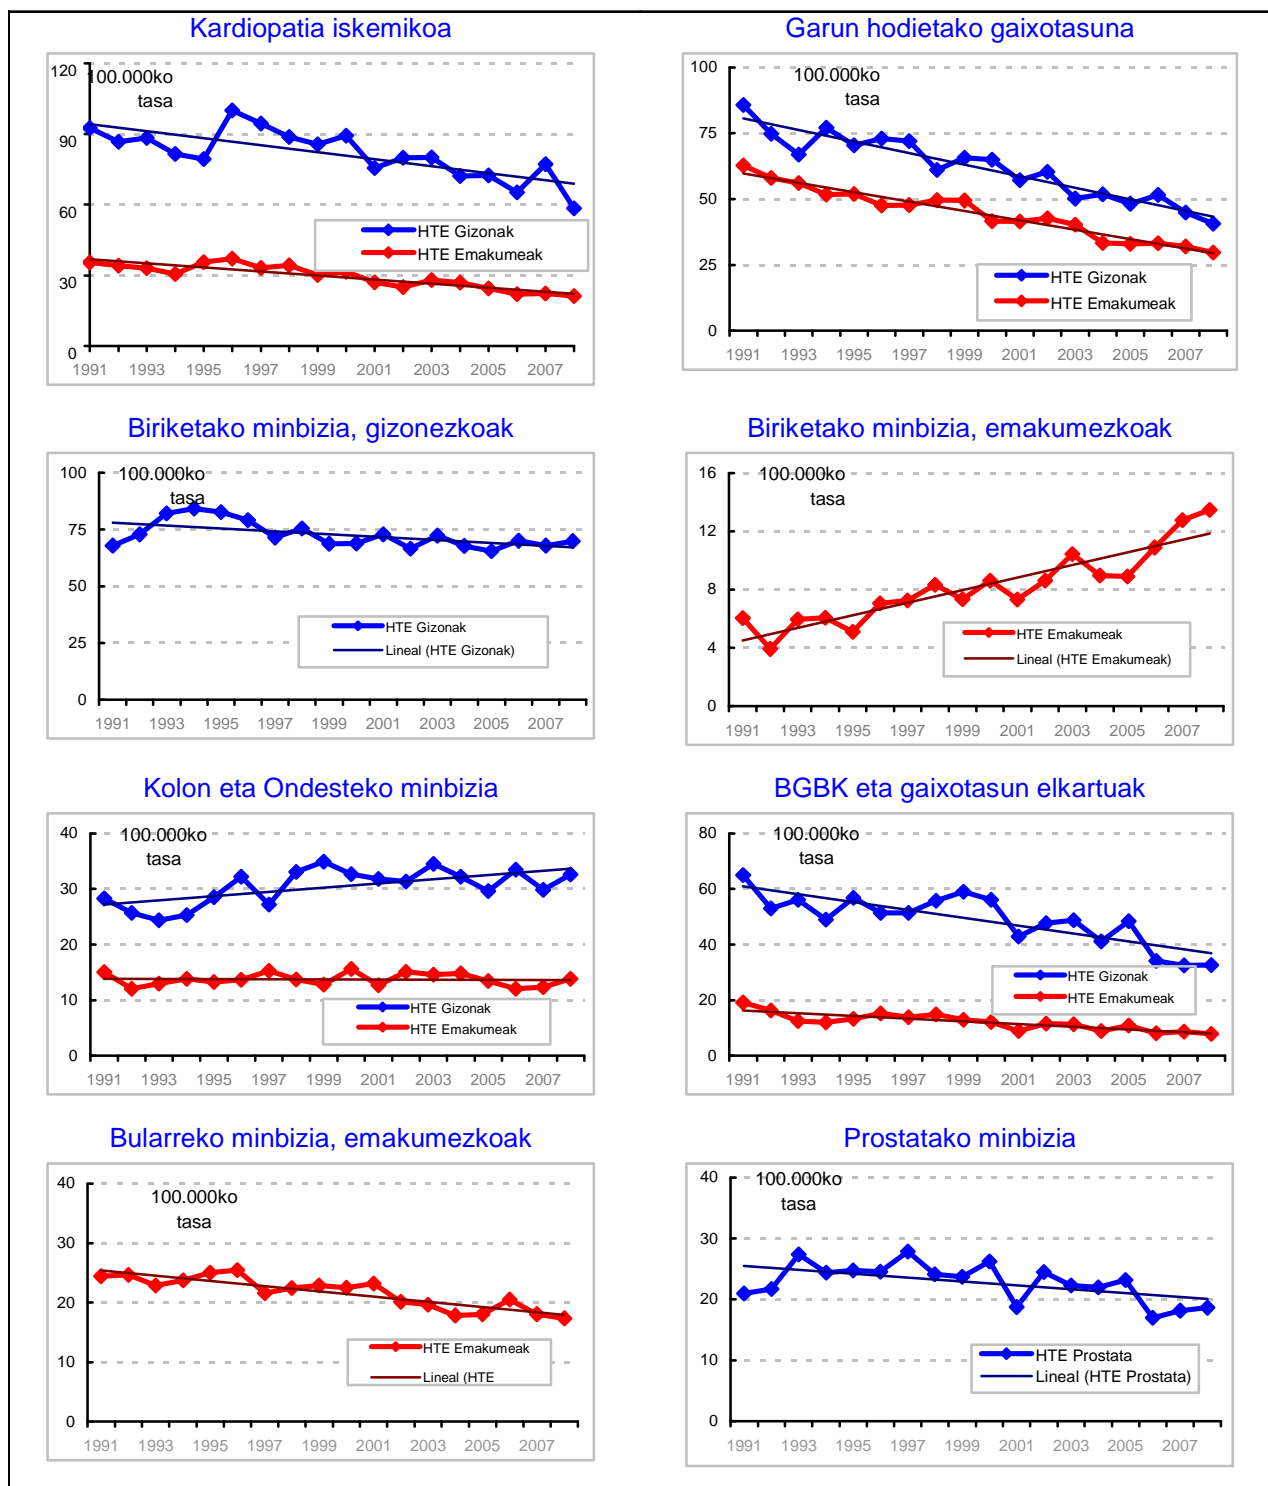 Kardiopatia iskemikoa
100.000ko
tasa
120
90
60
30
0
HTE Gizonak
HTE Emakumeak
1991 1993 1995 1997 1999 2001 2003 2005 2007
Garun hodietako gaixotasuna
100.000ko
tasa
100
75
50
25
0
HTE Gizonak
HTE Emakumeak
1991 1993 1995 1997 1999 2001 2003 2005 2007
Biriketako minbizia, gizonezkoak
100.000ko
tasa
100
75
50
25
0
HTE Gizonak
Lineal (HTE Gizonak)
1991 1993 1995 1997 1999 2001 2003 2005 2007
Biriketako minbizia, emakumezkoak
100.000ko
tasa
16
12
8
4
0
HTE Emakumeak
Lineal (HTE Emakumeak)
1991 1993 1995 1997 1999 2001 2003 2005 2007
Kolon eta Ondesteko minbizia
100.000ko
tasa
40
30
20
10
0
HTE Gizonak
HTE Emakumeak
1991 1993 1995 1997 1999 2001 2003 2005 2007
BGBK eta gaixotasun elkartuak
100.000ko
tasa
80
60
40
20
0
HTE Gizonak
HTE Emakumeak
1991 1993 1995 1997 1999 2001 2003 2005 2007
Bularreko minbizia, emakumezkoak
100.000ko
tasa
40
30
20
10
0
HTE Emakumeak
Lineal (HTE
1991 1993 1995 1997 1999 2001 2003 2005 2007
Prostatako minbizia
100.000ko
tasa
40
30
20
10
0
HTE Prostata
Lineal (HTE Prostata)
1991 1993 1995 1997 1999 2001 2003 2005 2007